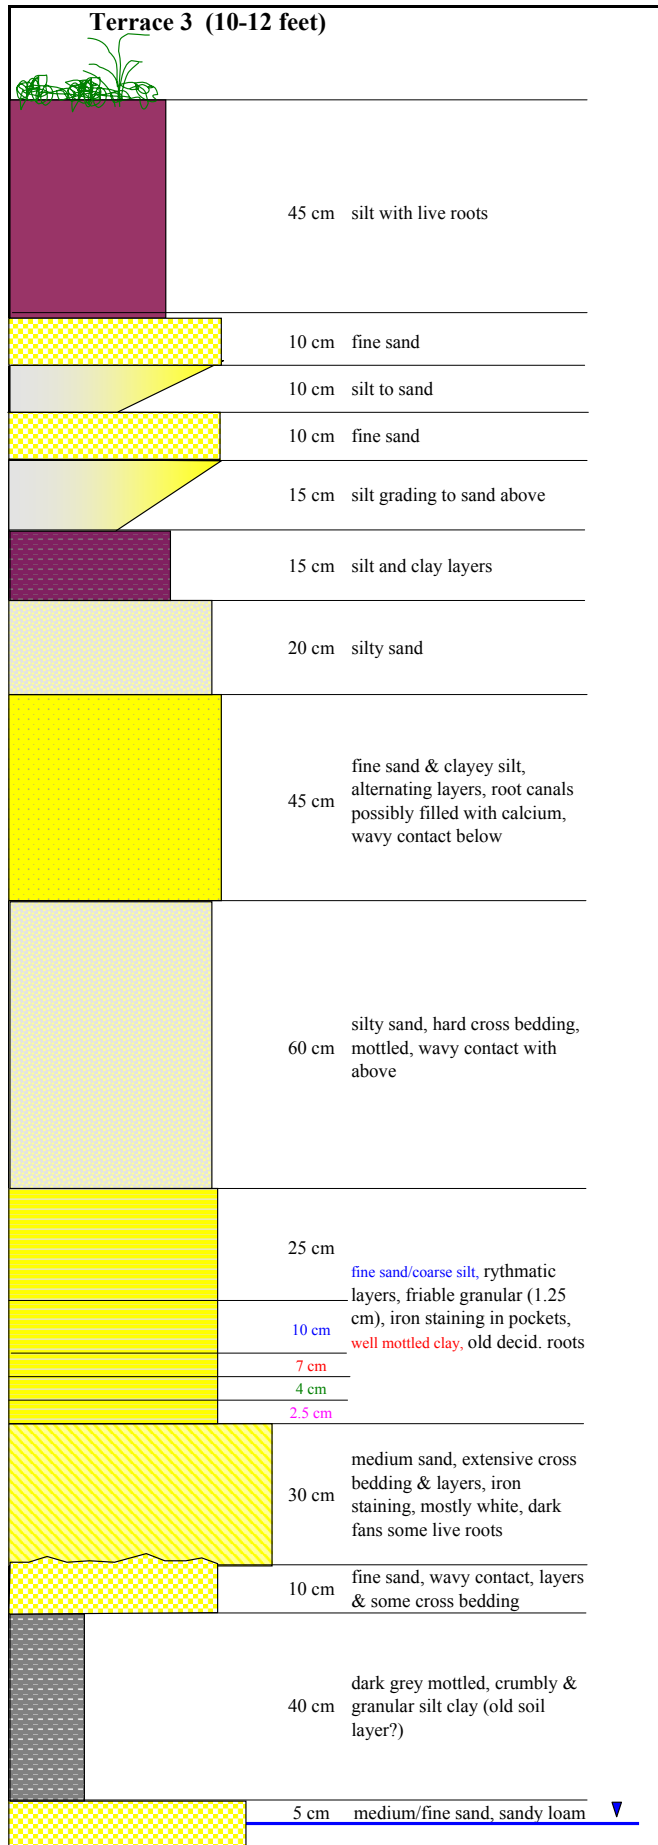 Terrace 3  (10-12 feet)
45 cm silt with live roots
10 cm fine sand
10 cm silt to sand
10 cm fine sand
15 cm silt grading to sand above
15 cm silt and clay layers
20 cm silty sand
45 cm
fine sand & clayey silt,
alternating layers, root canals
possibly filled with calcium,
wavy contact below
60 cm
silty sand, hard cross bedding,
mottled, wavy contact with
above
25 cm
10 cm
7 cm
4 cm
2.5 cm
fine sand/coarse silt, rythmatic
layers, friable granular (1.25
cm), iron staining in pockets,
well mottled clay, old decid. roots
30 cm
medium sand, extensive cross
bedding & layers, iron
staining, mostly white, dark
fans some live roots
10 cm
fine sand, wavy contact, layers
& some cross bedding
40 cm
dark grey mottled, crumbly &
granular silt clay (old soil
layer?)
5 cm medium/fine sand, sandy loam